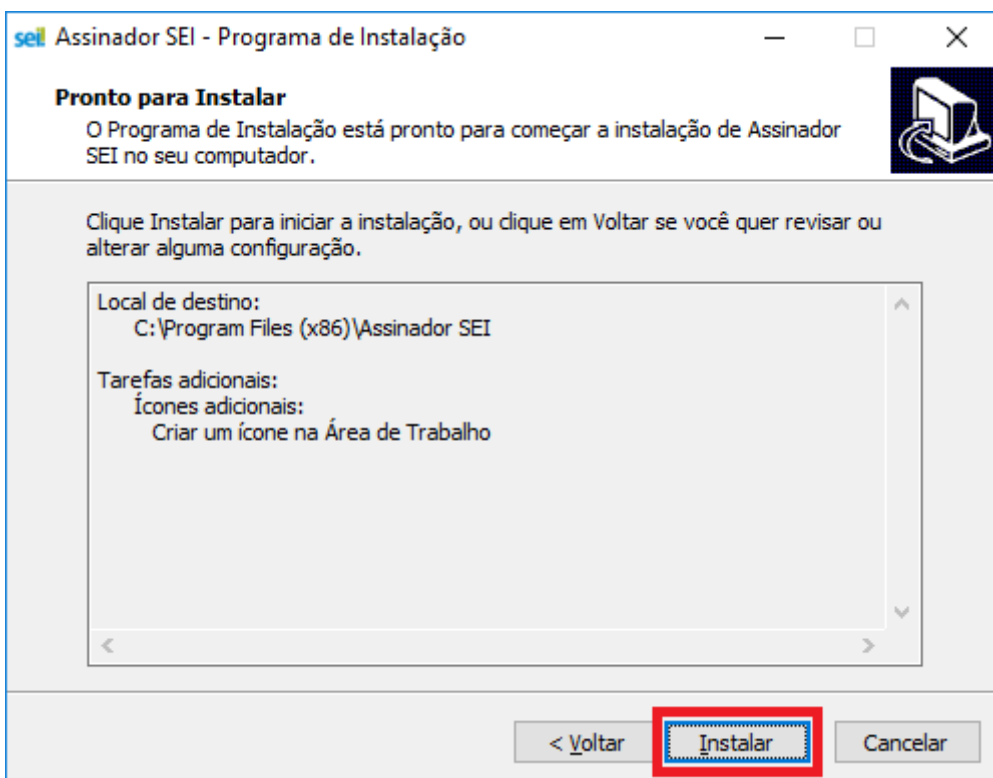 sei! Assinador SEI - Programa de Instalação
Pronto para Instalar
O Programa de Instalação está pronto para começar a instalação de Assinador
SEI no seu computador.
Clique Instalar para iniciar a instalação, ou clique em Voltar se você quer revisar ou
alterar alguma configuração.
Local de destino:
C:\Program Files (x86)\Assinador SEI
Tarefas adicionais:
Ícones adicionais:
Criar um ícone na Área de Trabalho
< Voltar
Instalar
Cancelar